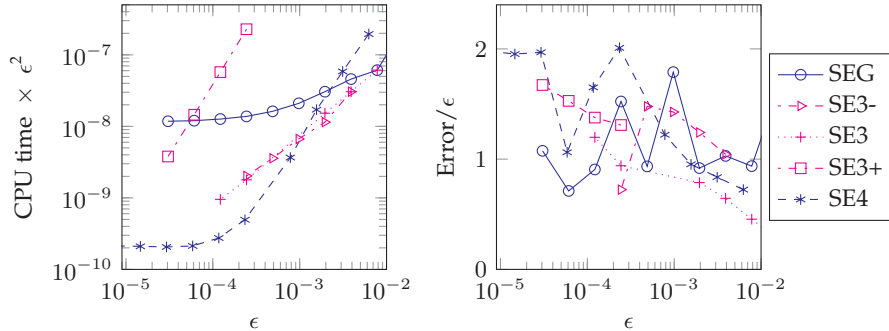 CPU time × ϵ²
10⁻⁷
10⁻⁸
10⁻⁹
10⁻¹⁰
10⁻⁵ 10⁻⁴ 10⁻³ 10⁻²
ϵ
Error/ϵ
2
1
0
10⁻⁵ 10⁻⁴ 10⁻³ 10⁻²
ϵ
SEG
SE3-
SE3
SE3+
SE4